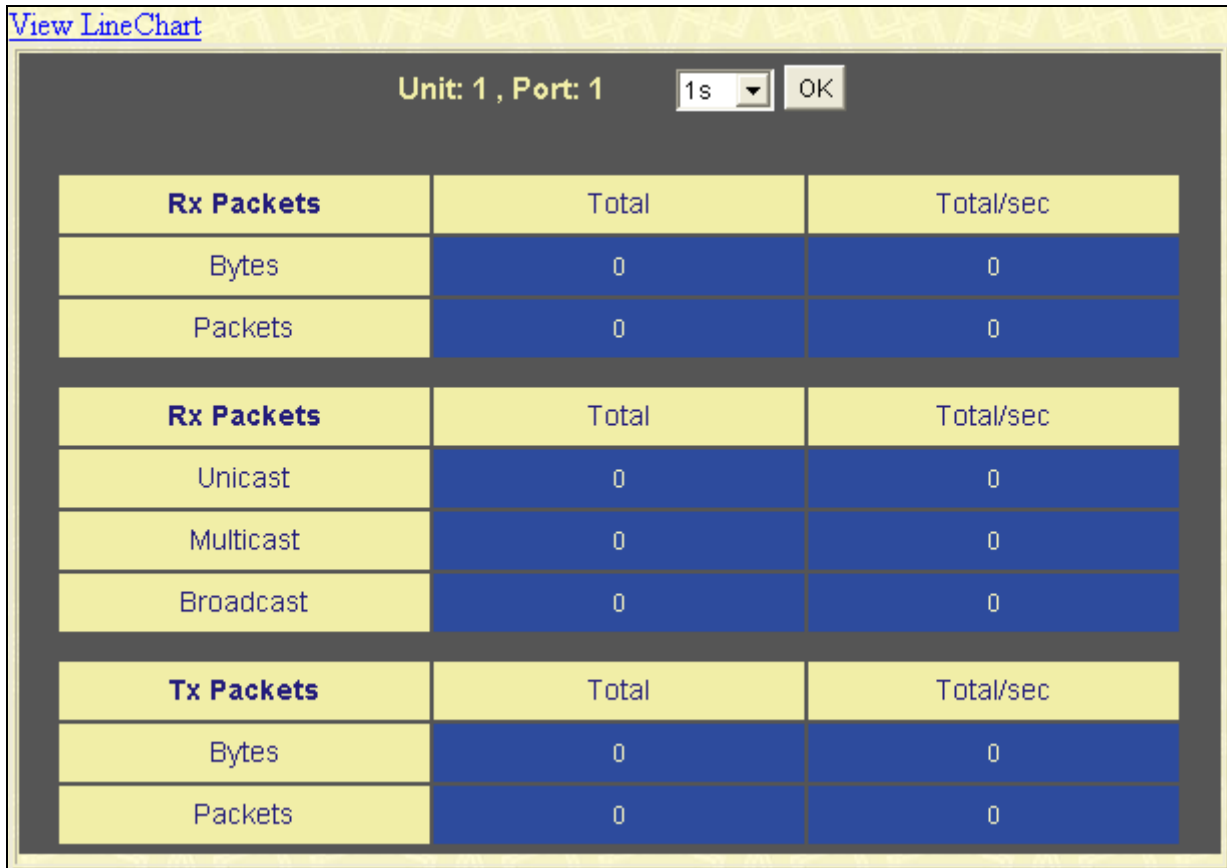 View LineChart
Unit: 1 , Port: 1 1s OK
Rx Packets Total Total/sec
Bytes 0 0
Packets 0 0
Rx Packets Total Total/sec
Unicast 0 0
Multicast 0 0
Broadcast 0 0
Tx Packets Total Total/sec
Bytes 0 0
Packets 0 0